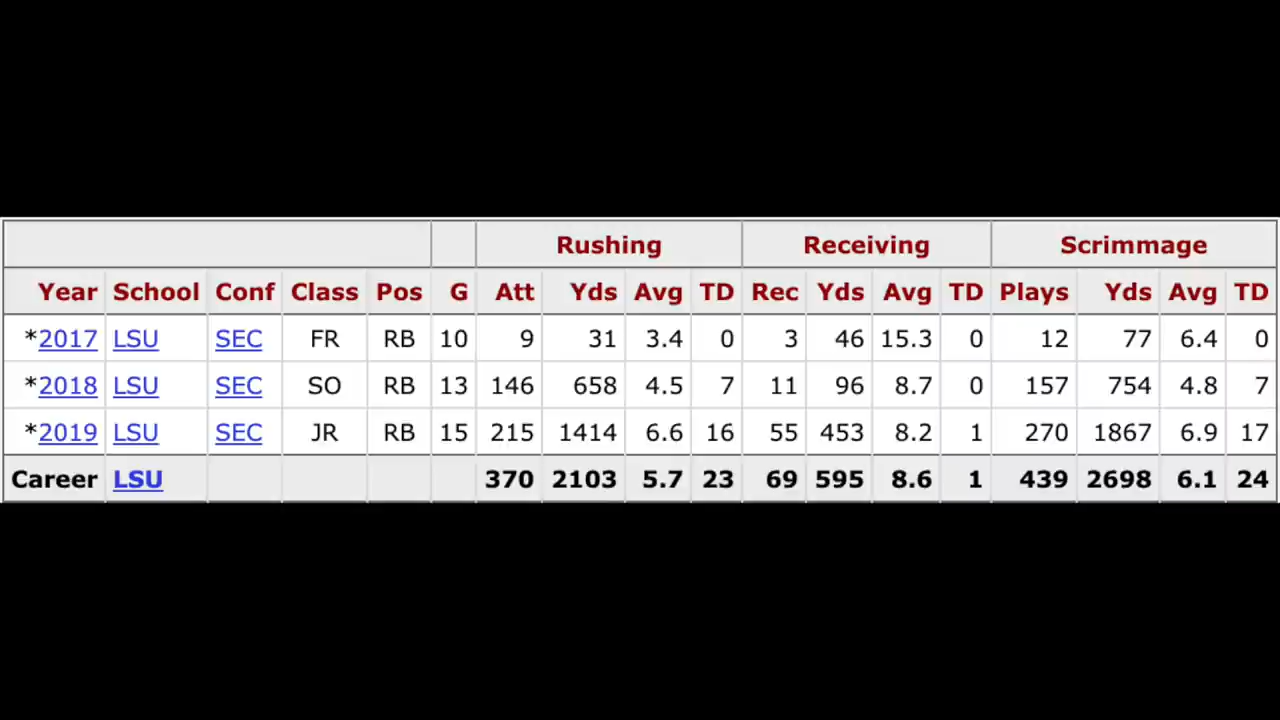 Rushing Receiving Scrimmage
Year School Conf Class Pos G Att Yds Avg TD Rec Yds Avg TD Plays Yds Avg TD
*2017 LSU SEC FR RB 10 9 31 3.4 0 3 46 15.3 0 12 77 6.4 0
*2018 LSU SEC SO RB 13 146 658 4.5 7 11 96 8.7 0 157 754 4.8 7
*2019 LSU SEC JR RB 15 215 1414 6.6 16 55 453 8.2 1 270 1867 6.9 17
Career LSU 370 2103 5.7 23 69 595 8.6 1 439 2698 6.1 24